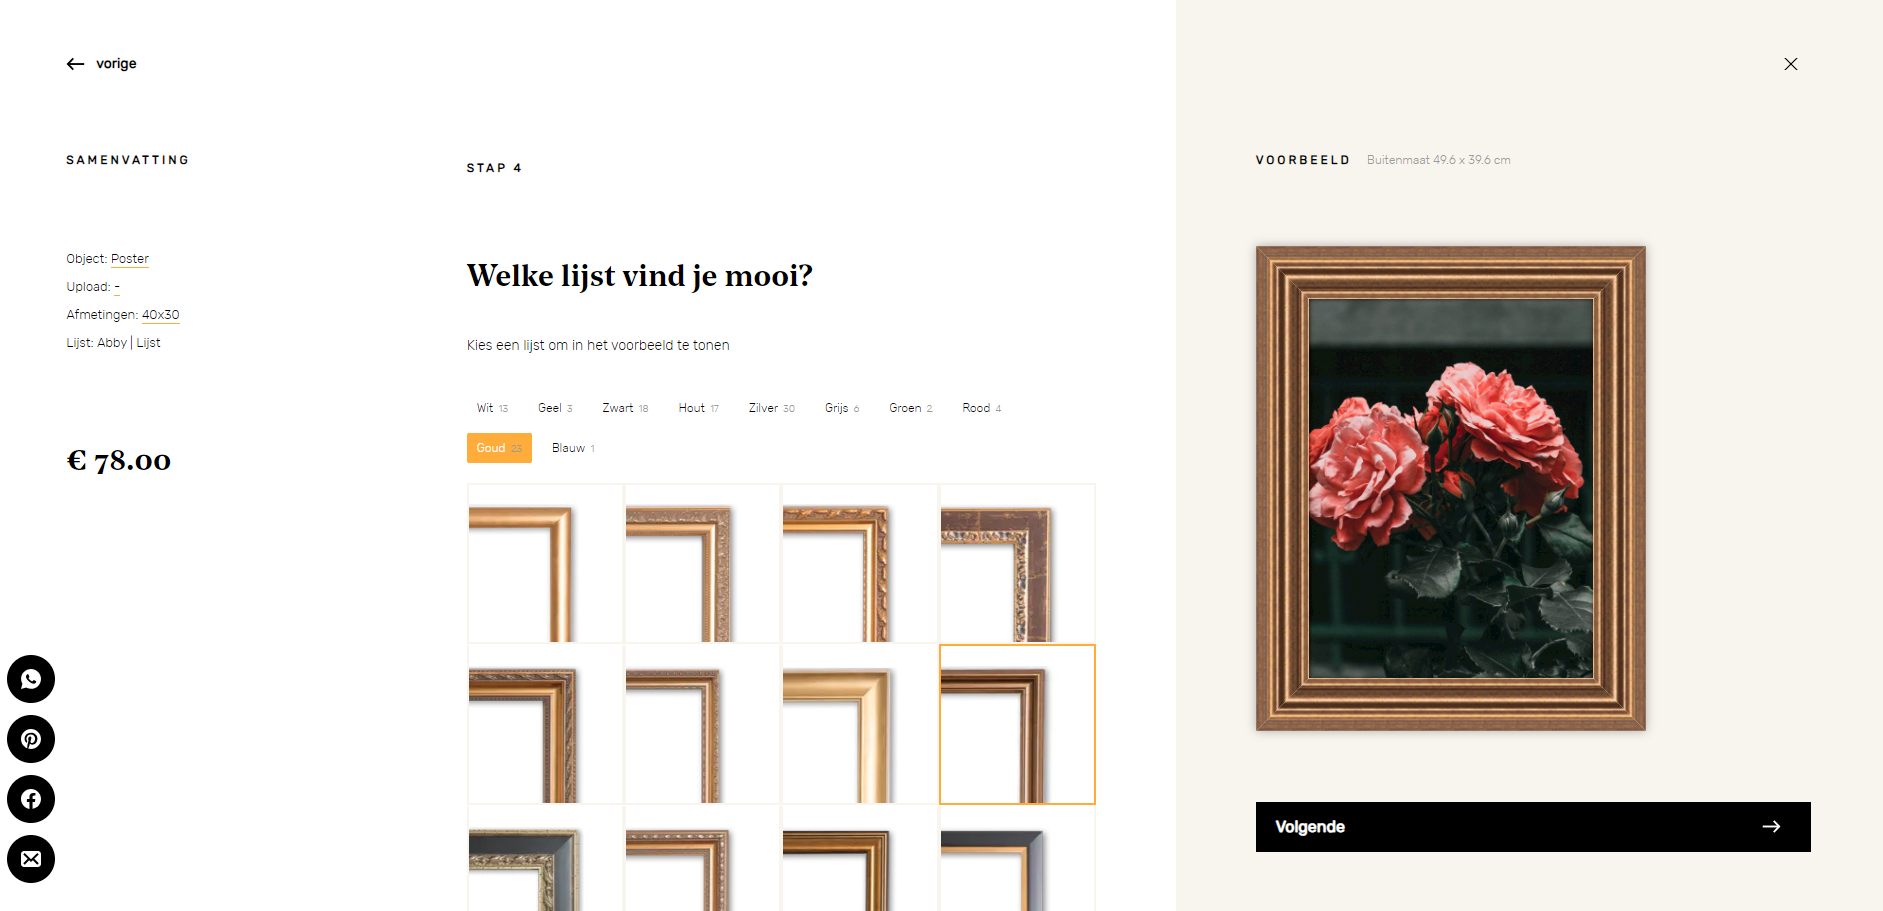 vorige
SAMENVATTING
Object: Poster
Upload: -
Afmetingen: 40x30
Lijst: Abby | Lijst
€ 78.00
STAP 4
Welke lijst vind je mooi?
Kies een lijst om in het voorbeeld te tonen
Wit 13 Geel 3 Zwart 18 Hout 17 Zilver 30 Grijs 6 Groen 2 Rood 4
Goud 23 Blauw 1
VOORBEELD Buitenmaat 49.6 x 39.6 cm
Volgende